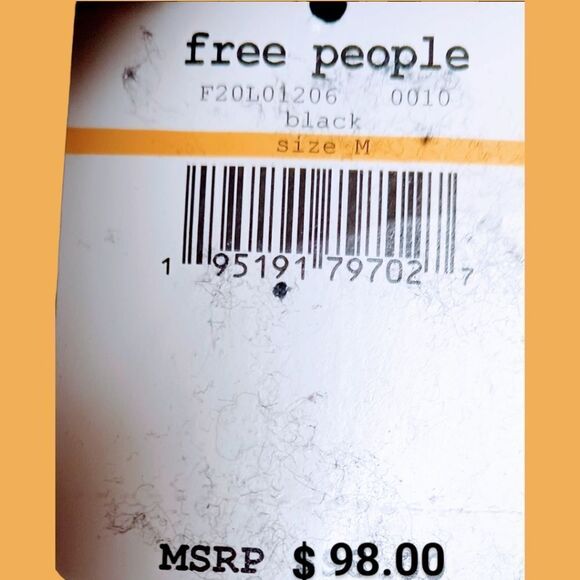 free people
F20L01206 0010
black
size M
1 95191 79702 7
MSRP $ 98.00